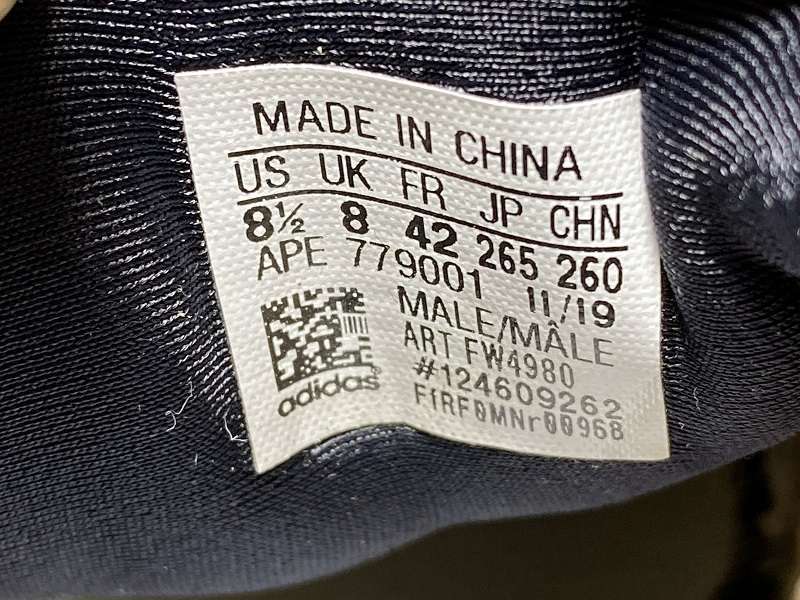 MADE IN CHINA
US UK FR JP CHN
8½ 8 42 265 260
APE 779001 11/19
MALE/MÂLE
ART FW4980
#124609262
F1RF0MNr00968
adidas